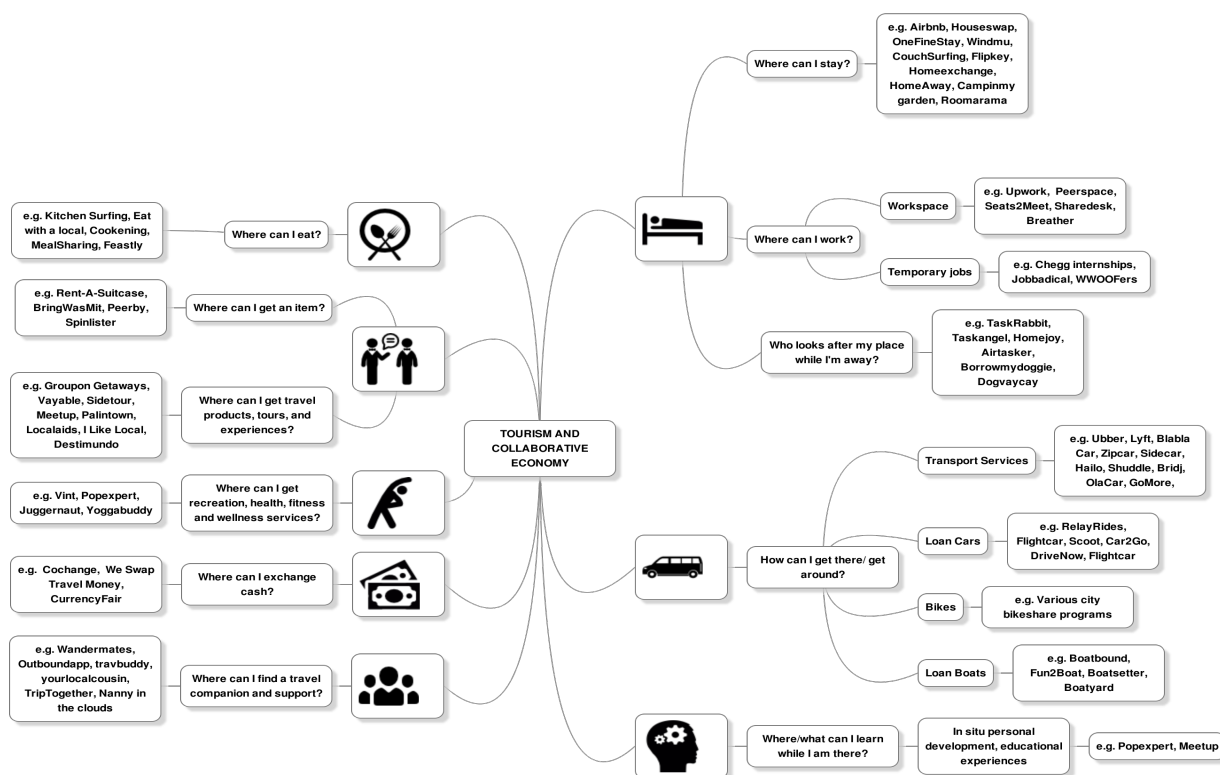 TOURISM AND
COLLABORATIVE
ECONOMY
Where can I eat?
e.g. Kitchen Surfing, Eat
with a local, Cookening,
MealSharing, Feastly
Where can I get an item?
e.g. Rent-A-Suitcase,
BringWasMit, Peerby,
Spinlister
Where can I get travel
products, tours, and
experiences?
e.g. Groupon Getaways,
Vayable, Sidetour,
Meetup, Palintown,
Localaids, I Like Local,
Destimundo
Where can I get
recreation, health, fitness
and wellness services?
e.g. Vint, Popexpert,
Juggernaut, Yoggabuddy
Where can I exchange
cash?
e.g. Cochange, We Swap
Travel Money,
CurrencyFair
Where can I find a travel
companion and support?
e.g. Wandermates,
Outboundapp, travbuddy,
yourlocalcousin,
TripTogether, Nanny in
the clouds
Where can I stay?
e.g. Airbnb, Houseswap,
OneFineStay, Windmu,
CouchSurfing, Flipkey,
Homeexchange,
HomeAway, Campinmy
garden, Roomarama
Where can I work?
Workspace
e.g. Upwork, Peerspace,
Seats2Meet, Sharedesk,
Breather
Temporary jobs
e.g. Chegg internships,
Jobbadical, WWOOFers
Who looks after my place
while I'm away?
e.g. TaskRabbit,
Taskangel, Homejoy,
Airtasker,
Borrowmydoggie,
Dogvaycay
How can I get there/ get
around?
Transport Services
e.g. Ubber, Lyft, Blabla
Car, Zipcar, Sidecar,
Hailo, Shuddle, Bridj,
OlaCar, GoMore,
Loan Cars
e.g. RelayRides,
Flightcar, Scoot, Car2Go,
DriveNow, Flightcar
Bikes
e.g. Various city
bikeshare programs
Loan Boats
e.g. Boatbound,
Fun2Boat, Boatsetter,
Boatyard
Where/what can I learn
while I am there?
In situ personal
development, educational
experiences
e.g. Popexpert, Meetup